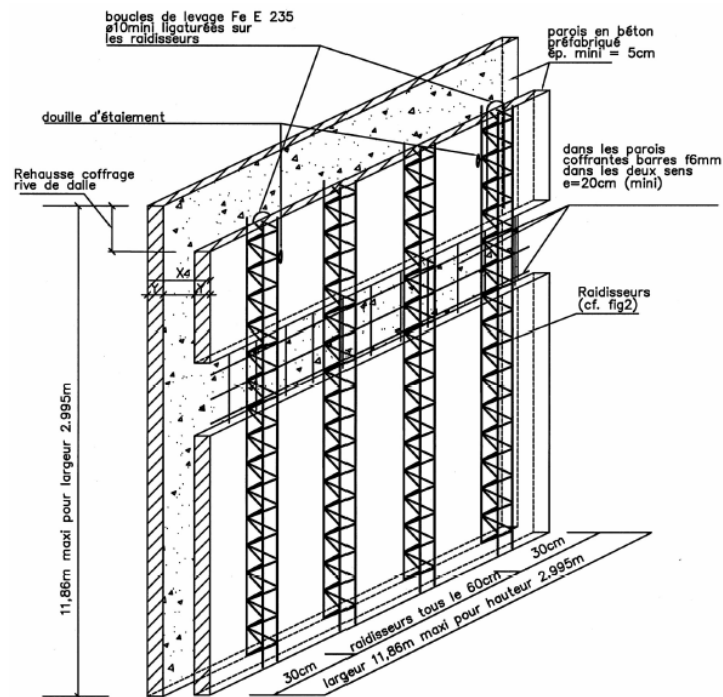 boucles de levage Fe E 235
ø10mini ligaturées sur
les raidisseurs
parois en béton
préfabriqué
ép. mini = 5cm
douille d'étaiement
dans les parois
coffrantes barres f6mm
dans les deux sens
e=20cm (mini)
Rehausse coffrage
rive de dalle
X4
Y
Y
Raidisseurs
(cf. fig2)
11,86m maxi pour largeur 2.995m
30cm
raidisseurs tous le 60cm
30cm
largeur 11,86m maxi pour hauteur 2.995m